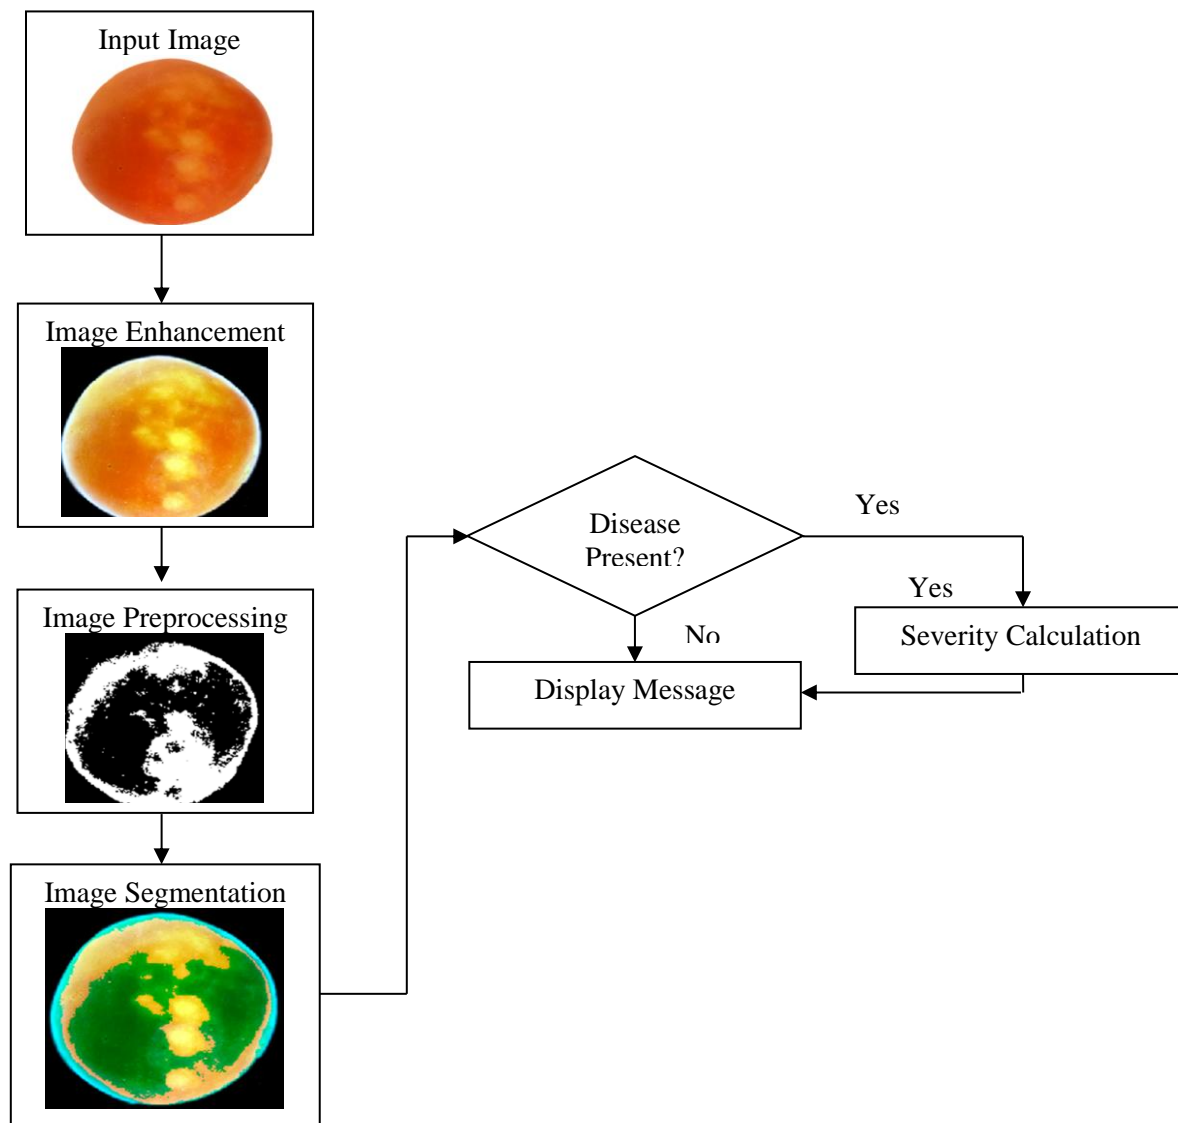 Input Image
Image Enhancement
Image Preprocessing
Image Segmentation
Disease
Present?
Yes
Yes
Severity Calculation
No
Display Message